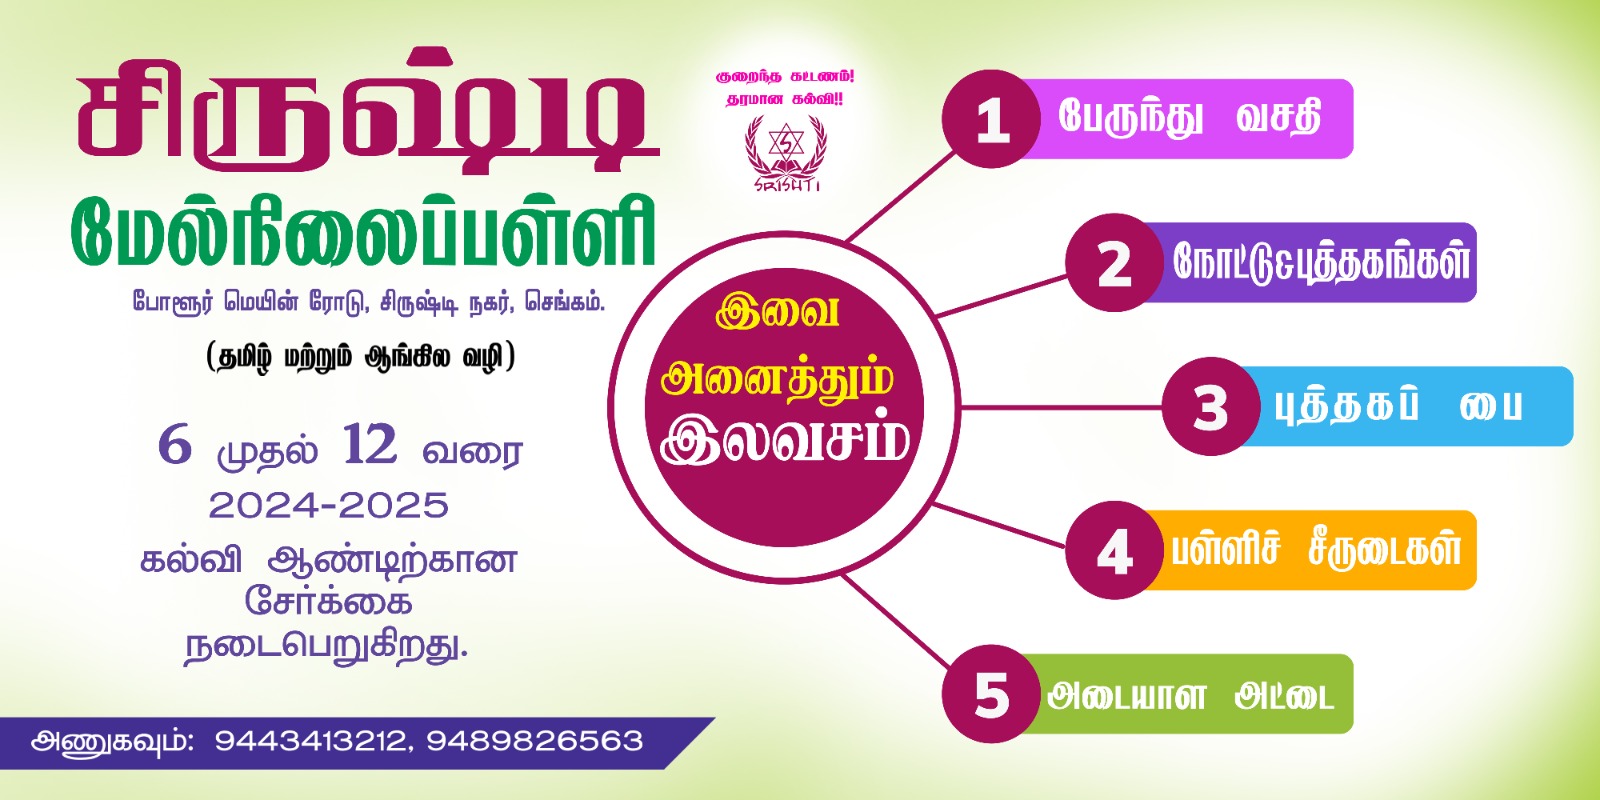 சிருஷ்டி
மேல்நிலைப்பள்ளி
போளூர் மெயின் ரோடு, சிருஷ்டி நகர், செங்கம்.
(தமிழ் மற்றும் ஆங்கில வழி)
6 முதல் 12 வரை
2024-2025
கல்வி ஆண்டிற்கான
சேர்க்கை
நடைபெறுகிறது.
அணுகவும்: 9443413212, 9489826563
குறைந்த கட்டணம்!
தரமான கல்வி!!
S
SRISHTI
இவை
அனைத்தும்
இலவசம்
1 பேருந்து வசதி
2 நோட்டு&புத்தகங்கள்
3 புத்தகப் பை
4 பள்ளிச் சீருடைகள்
5 அடையாள அட்டை